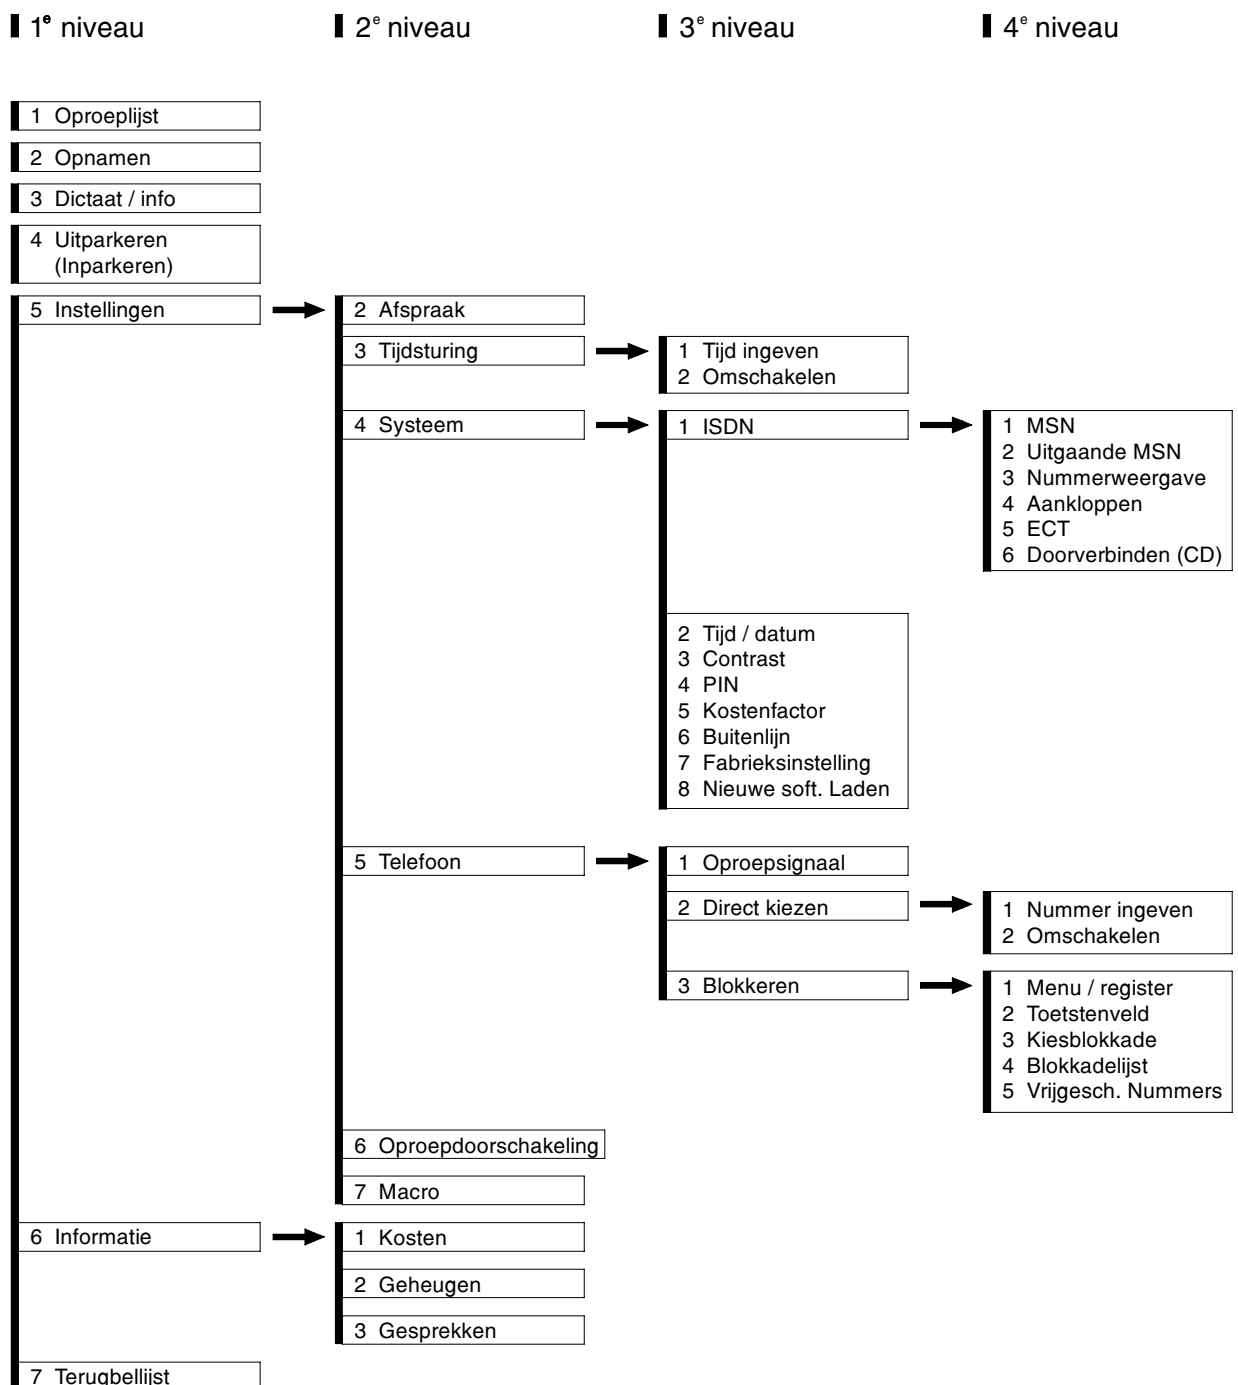 1e niveau
2e niveau
3e niveau
4e niveau
1 Oproeplijst
2 Opnamen
3 Dictaat / info
4 Uitparkeren
(Inparkeren)
5 Instellingen
2 Afspraak
3 Tijdsturing
1 Tijd ingeven
2 Omschakelen
4 Systeem
1 ISDN
1 MSN
2 Uitgaande MSN
3 Nummerweergave
4 Aankloppen
5 ECT
6 Doorverbinden (CD)
2 Tijd / datum
3 Contrast
4 PIN
5 Kostenfactor
6 Buitenlijn
7 Fabrieksinstelling
8 Nieuwe soft. Laden
5 Telefoon
1 Oproepsignaal
2 Direct kiezen
1 Nummer ingeven
2 Omschakelen
3 Blokkeren
1 Menu / register
2 Toetstenveld
3 Kiesblokkade
4 Blokkadelijst
5 Vrijgesch. Nummers
6 Oproepdoorschakeling
7 Macro
6 Informatie
1 Kosten
2 Geheugen
3 Gesprekken
7 Terugbellijst